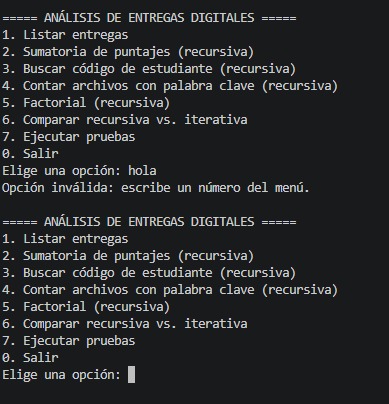 ===== ANÁLISIS DE ENTREGAS DIGITALES =====
1. Listar entregas
2. Sumatoria de puntajes (recursiva)
3. Buscar código de estudiante (recursiva)
4. Contar archivos con palabra clave (recursiva)
5. Factorial (recursiva)
6. Comparar recursiva vs. iterativa
7. Ejecutar pruebas
0. Salir
Elige una opción: hola
Opción inválida: escribe un número del menú.
===== ANÁLISIS DE ENTREGAS DIGITALES =====
1. Listar entregas
2. Sumatoria de puntajes (recursiva)
3. Buscar código de estudiante (recursiva)
4. Contar archivos con palabra clave (recursiva)
5. Factorial (recursiva)
6. Comparar recursiva vs. iterativa
7. Ejecutar pruebas
0. Salir
Elige una opción: